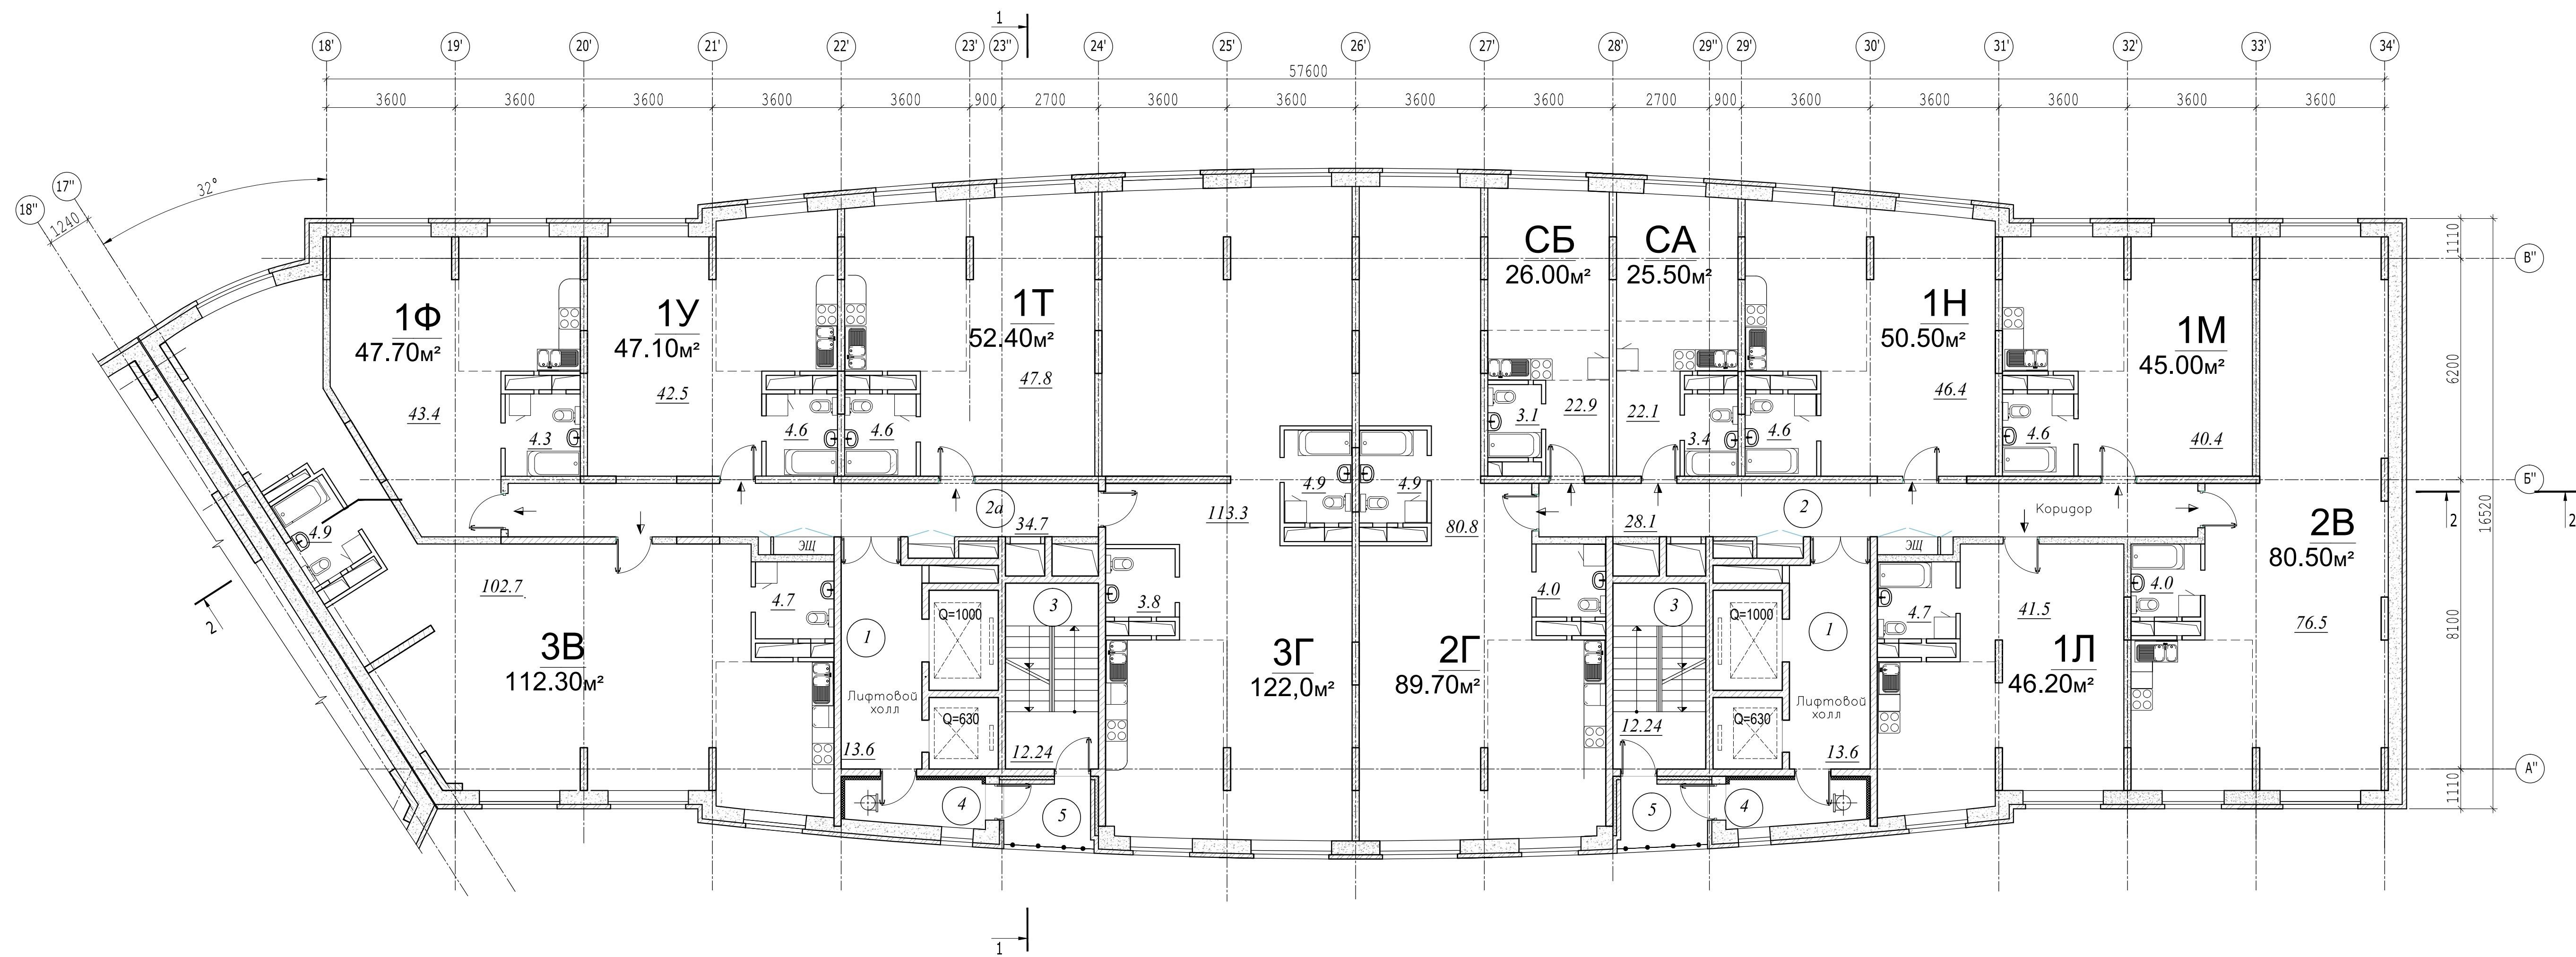 1
18' 19' 20' 21' 22' 23' 23'' 24' 25' 26' 27' 28' 29'' 29' 30' 31' 32' 33' 34'
57600
3600 3600 3600 3600 3600 900 2700 3600 3600 3600 3600 2700 900 3600 3600 3600 3600 3600
18'' 17''
1240
32°
1110
В''
СБ
26.00м²
СА
25.50м²
1Ф
47.70м²
1У
47.10м²
1Т
52.40м²
1Н
50.50м²
1М
45.00м²
6200
43.4
42.5
47.8
22.9
22.1
46.4
40.4
4.3
4.6
4.6
3.1
3.4
4.6
4.6
Б''
4.9
4.9
4.9
2а
34.7
113.3
80.8
28.1
2
Коридор
2В
80.50м²
2
2
16520
ЭЩ
ЭЩ
102.7
4.7
3
3.8
4.0
3
4.7
41.5
4.0
76.5
Q=1000
Q=1000
2
1
1
8100
3В
112.30м²
3Г
122,0м²
2Г
89.70м²
1Л
46.20м²
Лифтовой
холл
Лифтовой
холл
Q=630
Q=630
13.6
12.24
12.24
13.6
А''
1110
4
5
5
4
1